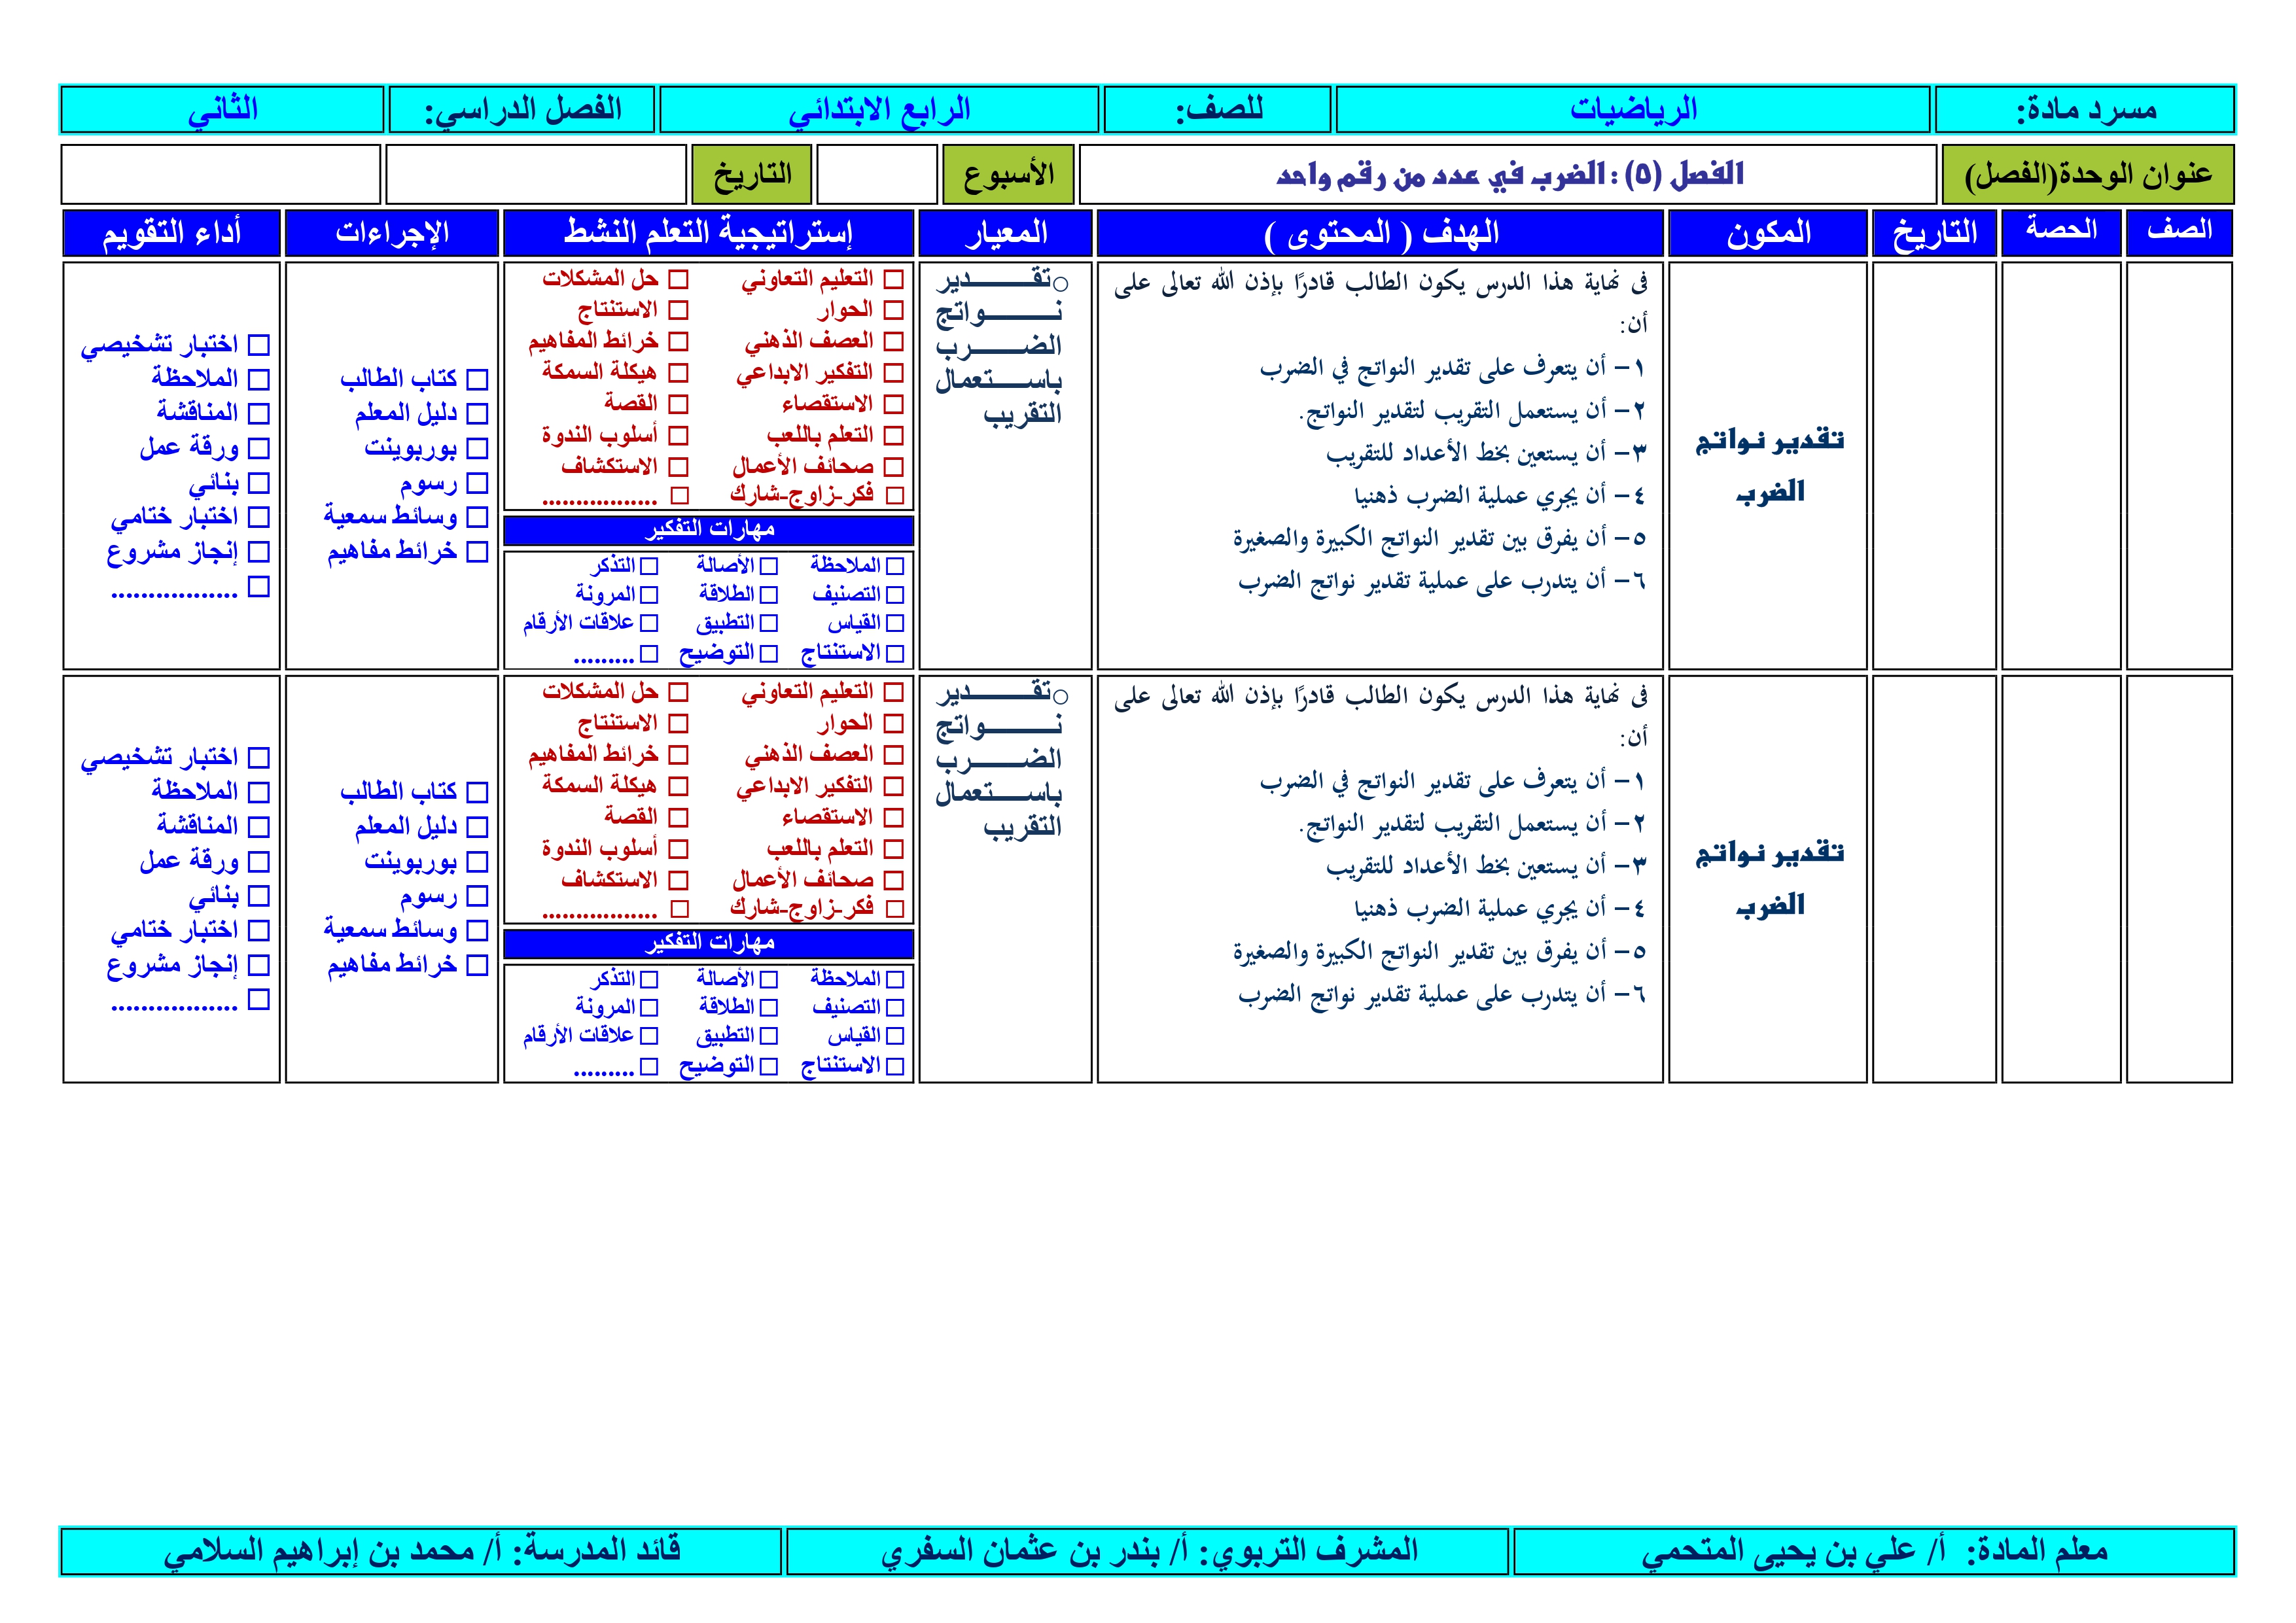 مسرد مادة: الرياضيات للصف: الرابع الابتدائي الفصل الدراسي: الثاني
عنوان الوحدة(الفصل) الفصل (٥) : الضرب في عدد من رقم واحد الأسبوع التاريخ
الصف الحصة التاريخ المكون الهدف ( المحتوى ) المعيار إستراتيجية التعلم النشط الإجراءات أداء التقويم
تقدير نواتج
الضرب
فى نهاية هذا الدرس يكون الطالب قادرًا بإذن الله تعالى على
أن:
١- أن يتعرف على تقدير النواتج في الضرب
٢- أن يستعمل التقريب لتقدير النواتج.
٣- أن يستعين بخط الأعداد للتقريب
٤- أن يجري عملية الضرب ذهنيا
٥- أن يفرق بين تقدير النواتج الكبيرة والصغيرة
٦- أن يتدرب على عملية تقدير نواتج الضرب
○تقـــــــدير
نـــــــواتج
الضـــــرب
باســـتعمال
التقريب
□ التعليم التعاوني □ حل المشكلات
□ الحوار □ الاستنتاج
□ العصف الذهني □ خرائط المفاهيم
□ التفكير الابداعي □ هيكلة السمكة
□ الاستقصاء □ القصة
□ التعلم باللعب □ أسلوب الندوة
□ صحائف الأعمال □ الاستكشاف
□ فكر-زاوج-شارك □ .................
مهارات التفكير
□ الملاحظة □ الأصالة □ التذكر
□ التصنيف □ الطلاقة □ المرونة
□ القياس □ التطبيق □ علاقات الأرقام
□ الاستنتاج □ التوضيح □ .........
□ كتاب الطالب
□ دليل المعلم
□ بوربوينت
□ رسوم
□ وسائط سمعية
□ خرائط مفاهيم
□ اختبار تشخيصي
□ الملاحظة
□ المناقشة
□ ورقة عمل
□ بنائي
□ اختبار ختامي
□ إنجاز مشروع
□ .................
تقدير نواتج
الضرب
فى نهاية هذا الدرس يكون الطالب قادرًا بإذن الله تعالى على
أن:
١- أن يتعرف على تقدير النواتج في الضرب
٢- أن يستعمل التقريب لتقدير النواتج.
٣- أن يستعين بخط الأعداد للتقريب
٤- أن يجري عملية الضرب ذهنيا
٥- أن يفرق بين تقدير النواتج الكبيرة والصغيرة
٦- أن يتدرب على عملية تقدير نواتج الضرب
○تقـــــــدير
نـــــــواتج
الضـــــرب
باســـتعمال
التقريب
□ التعليم التعاوني □ حل المشكلات
□ الحوار □ الاستنتاج
□ العصف الذهني □ خرائط المفاهيم
□ التفكير الابداعي □ هيكلة السمكة
□ الاستقصاء □ القصة
□ التعلم باللعب □ أسلوب الندوة
□ صحائف الأعمال □ الاستكشاف
□ فكر-زاوج-شارك □ .................
مهارات التفكير
□ الملاحظة □ الأصالة □ التذكر
□ التصنيف □ الطلاقة □ المرونة
□ القياس □ التطبيق □ علاقات الأرقام
□ الاستنتاج □ التوضيح □ .........
□ كتاب الطالب
□ دليل المعلم
□ بوربوينت
□ رسوم
□ وسائط سمعية
□ خرائط مفاهيم
□ اختبار تشخيصي
□ الملاحظة
□ المناقشة
□ ورقة عمل
□ بنائي
□ اختبار ختامي
□ إنجاز مشروع
□ .................
معلم المادة: أ/ علي بن يحيى المتحمي المشرف التربوي: أ/ بندر بن عثمان السفري قائد المدرسة: أ/ محمد بن إبراهيم السلامي